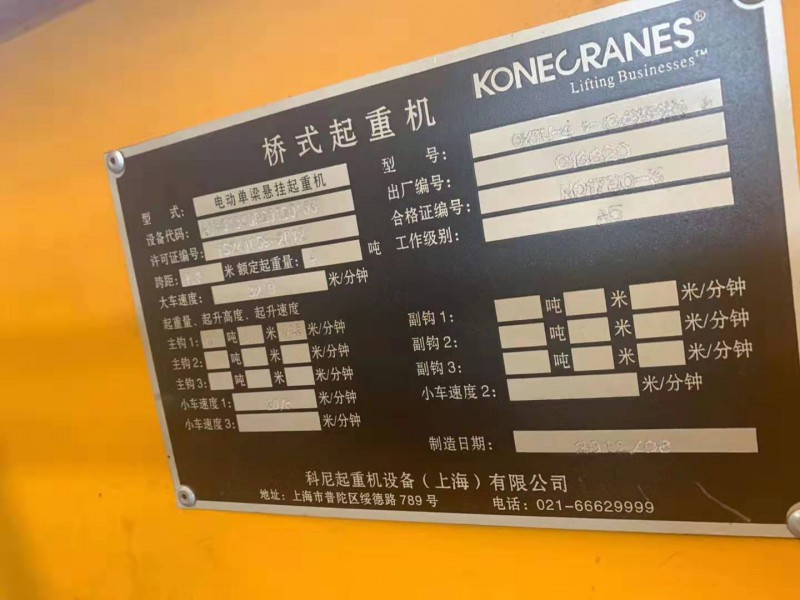 KONECRANES®
Lifting Businesses™
桥式起重机
型 式: 电动单梁悬挂起重机
设备代码:
许可证编号:
跨距: 米 额定起重量: 吨
大车速度: 米/分钟
起重量、起升高度、起升速度
主钩1: 吨 米 米/分钟
主钩2: 吨 米 米/分钟
主钩3: 吨 米 米/分钟
小车速度1: 米/分钟
小车速度3: 米/分钟
型 号:
出厂编号:
合格证编号:
工作级别: A5
副钩1: 吨 米 米/分钟
副钩2: 吨 米 米/分钟
副钩3: 吨 米 米/分钟
小车速度2: 米/分钟
制造日期:
科尼起重机设备(上海)有限公司
地址: 上海市普陀区绥德路789号 电话: 021-66629999